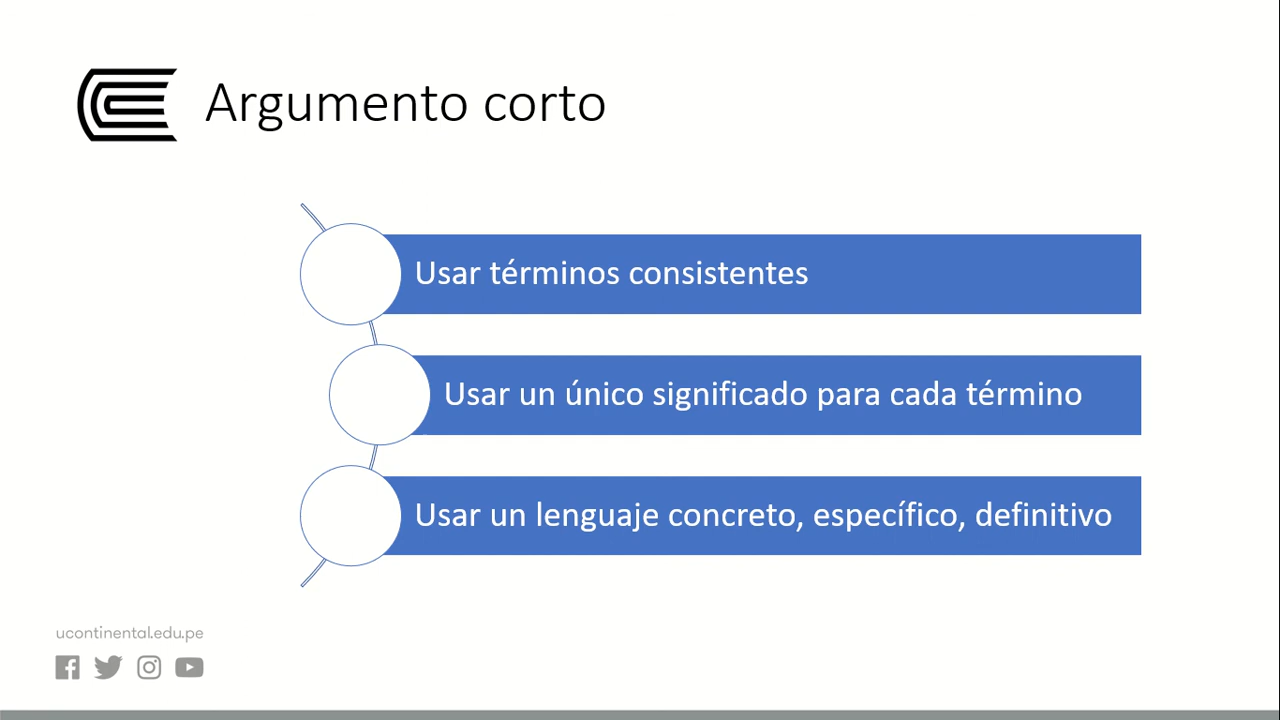 Argumento corto
Usar términos consistentes
Usar un único significado para cada término
Usar un lenguaje concreto, específico, definitivo
ucontinental.edu.pe